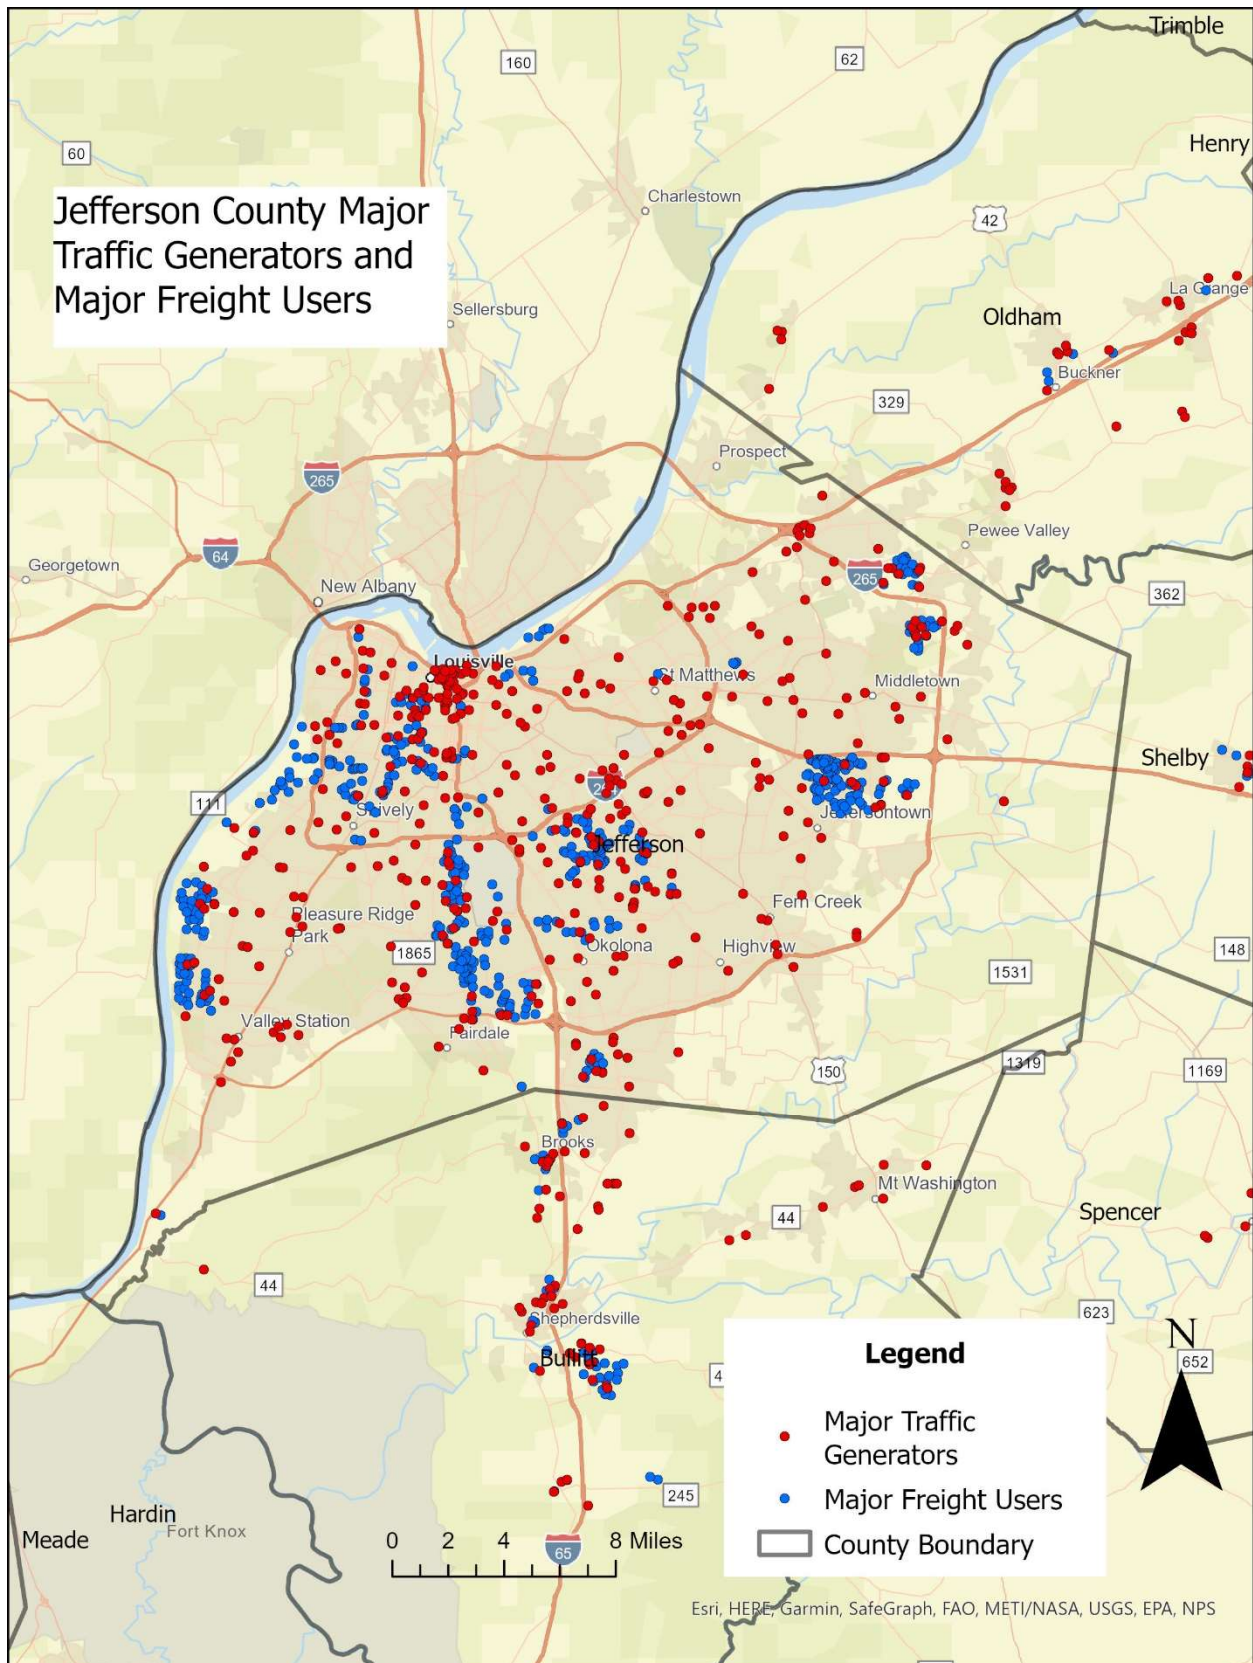 Trimble
160
62
60
Henry
Jefferson County Major
Traffic Generators and
Major Freight Users
Charlestown
42
La Grange
Sellersburg
Oldham
Buckner
329
Prospect
265
Pewee Valley
64
Georgetown
265
New Albany
362
Louisville
St Matthews
Middletown
Shelby
111
Shively
Jeffersontown
Jefferson
Pleasure Ridge
Park
Fern Creek
1865
Okolona
Highview
148
1531
Valley Station
Fairdale
150
1319
1169
Brooks
Mt Washington
44
Spencer
44
623
Shepherdsville
N
Bullitt
652
Legend
Major Traffic
Generators
Major Freight Users
County Boundary
245
Hardin
Fort Knox
Meade
0 2 4 8 Miles
65
Esri, HERE, Garmin, SafeGraph, FAO, METI/NASA, USGS, EPA, NPS